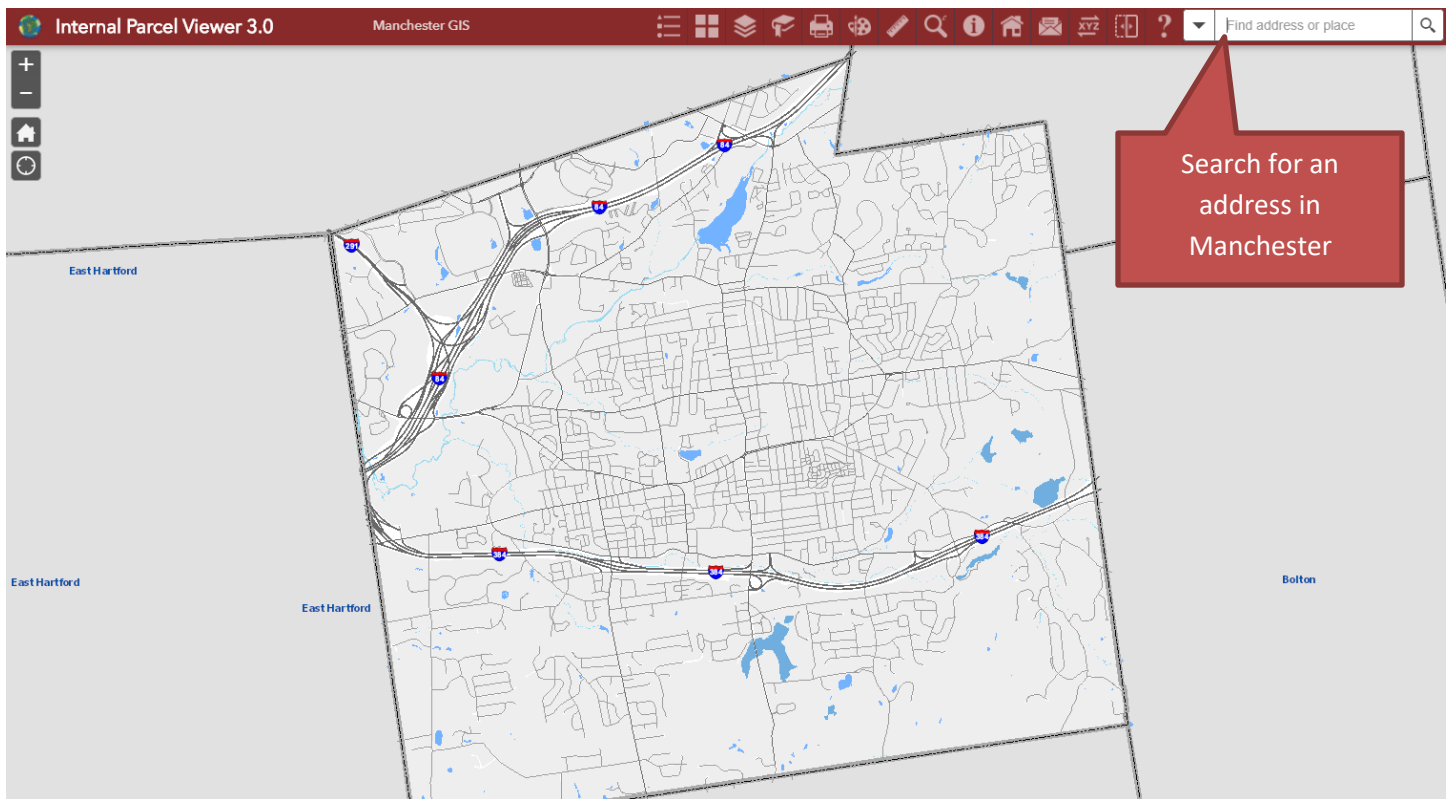 Internal Parcel Viewer 3.0
Manchester GIS
XYZ
?
Find address or place
+
−
Search for an
address in
Manchester
84
84
291
East Hartford
84
384
384
384
East Hartford
East Hartford
Bolton